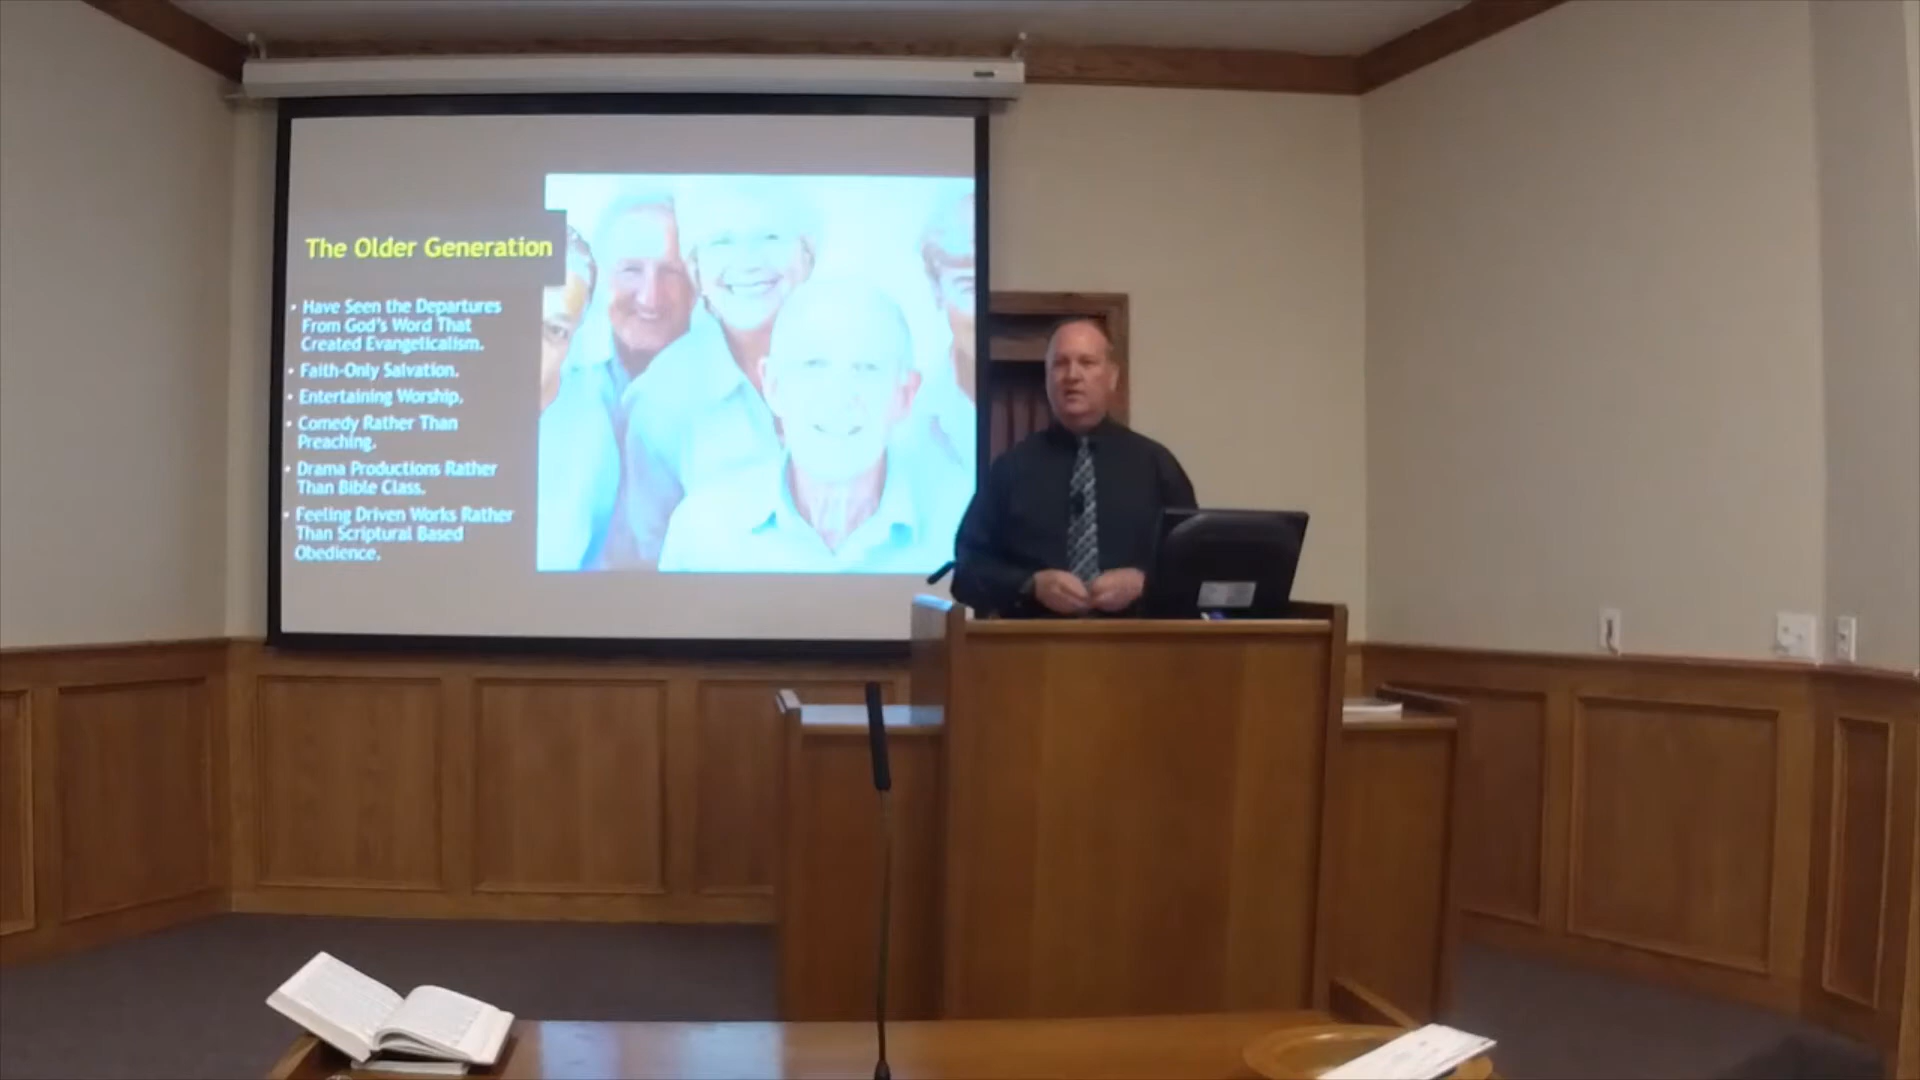 The Older Generation
• Have Seen the Departures
From God's Word That
Created Evangelicalism.
• Faith-Only Salvation.
• Entertaining Worship.
• Comedy Rather Than
Preaching.
• Drama Productions Rather
Than Bible Class.
• Feeling Driven Works Rather
Than Scriptural Based
Obedience.